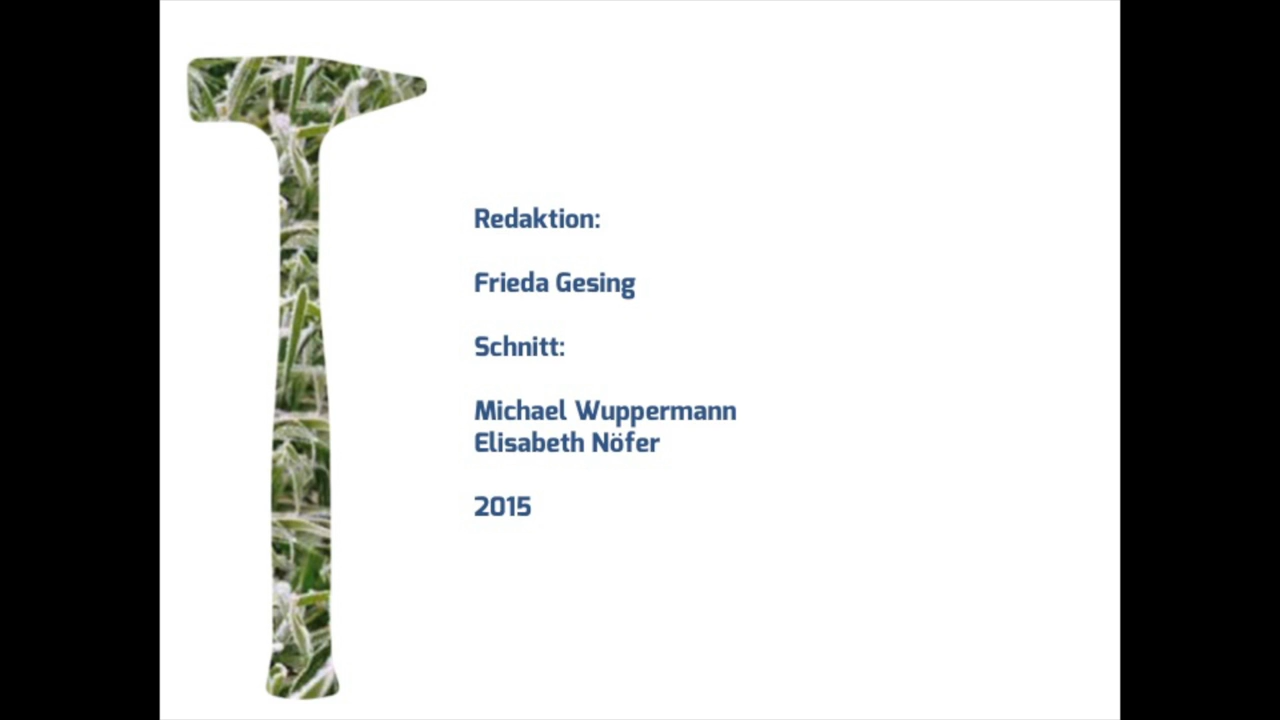 Redaktion:
Frieda Gesing
Schnitt:
Michael Wuppermann
Elisabeth Nöfer
2015